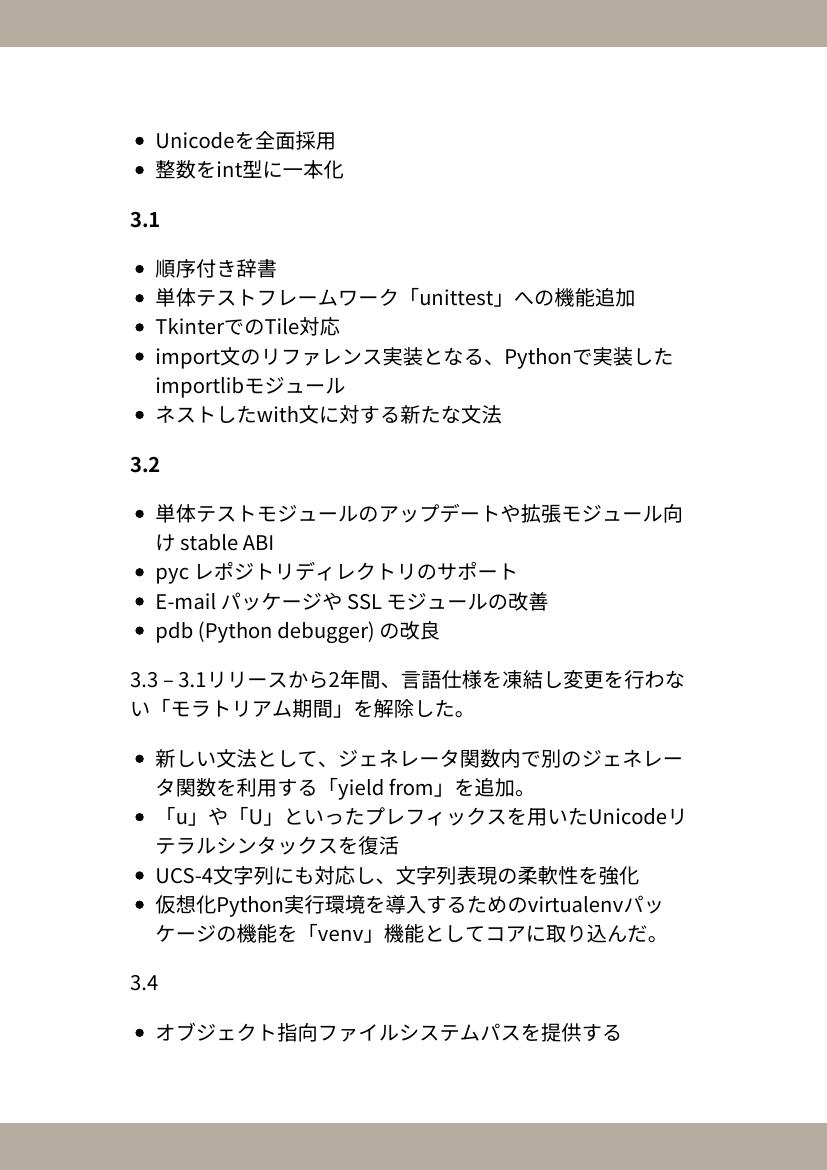 • Unicodeを全面採用
• 整数をint型に一本化
3.1
• 順序付き辞書
• 単体テストフレームワーク「unittest」への機能追加
• TkinterでのTile対応
• import文のリファレンス実装となる、Pythonで実装した
importlibモジュール
• ネストしたwith文に対する新たな文法
3.2
• 単体テストモジュールのアップデートや拡張モジュール向
け stable ABI
• pyc レポジトリディレクトリのサポート
• E-mail パッケージや SSL モジュールの改善
• pdb (Python debugger) の改良
3.3 – 3.1リリースから2年間、言語仕様を凍結し変更を行わな
い「モラトリアム期間」を解除した。
• 新しい文法として、ジェネレータ関数内で別のジェネレー
タ関数を利用する「yield from」を追加。
• 「u」や「U」といったプレフィックスを用いたUnicodeリ
テラルシンタックスを復活
• UCS-4文字列にも対応し、文字列表現の柔軟性を強化
• 仮想化Python実行環境を導入するためのvirtualenvパッ
ケージの機能を「venv」機能としてコアに取り込んだ。
3.4
• オブジェクト指向ファイルシステムパスを提供する